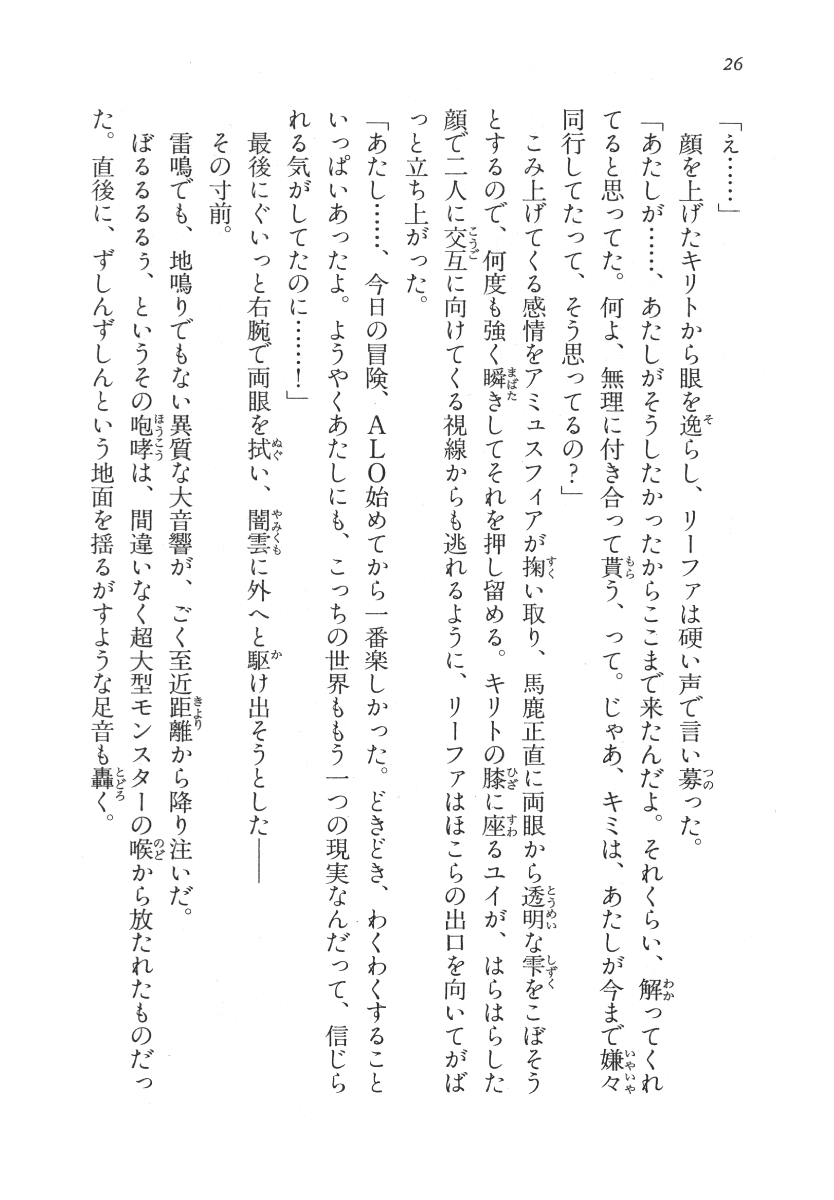 26
「え……」
　顔を上げたキリトから眼を逸らし、リーファは硬い声で言い募った。
「あたしが……、あたしがそうしたかったからここまで来たんだよ。それくらい、解ってくれ
てると思ってた。何よ、無理に付き合って貰う、って。じゃあ、キミは、あたしが今まで嫌々
同行してたって、そう思ってるの？」
　こみ上げてくる感情をアミュスフィアが掬い取り、馬鹿正直に両眼から透明な雫をこぼそう
とするので、何度も強く瞬きしてそれを押し留める。キリトの膝に座るユイが、はらはらした
顔で二人に交互に向けてくる視線からも逃れるように、リーファはほこらの出口を向いてがば
っと立ち上がった。
「あたし……、今日の冒険、ＡＬＯ始めてから一番楽しかった。どきどき、わくわくすること
いっぱいあったよ。ようやくあたしにも、こっちの世界ももう一つの現実なんだって、信じら
れる気がしてたのに……！」
　最後にぐいっと右腕で両眼を拭い、闇雲に外へと駆け出そうとした――
　その寸前。
　雷鳴でも、地鳴りでもない異質な大音響が、ごく至近距離から降り注いだ。
　ぼるるるるぅ、というその咆哮は、間違いなく超大型モンスターの喉から放たれたものだっ
た。直後に、ずしんずしんという地面を揺るがすような足音も轟く。